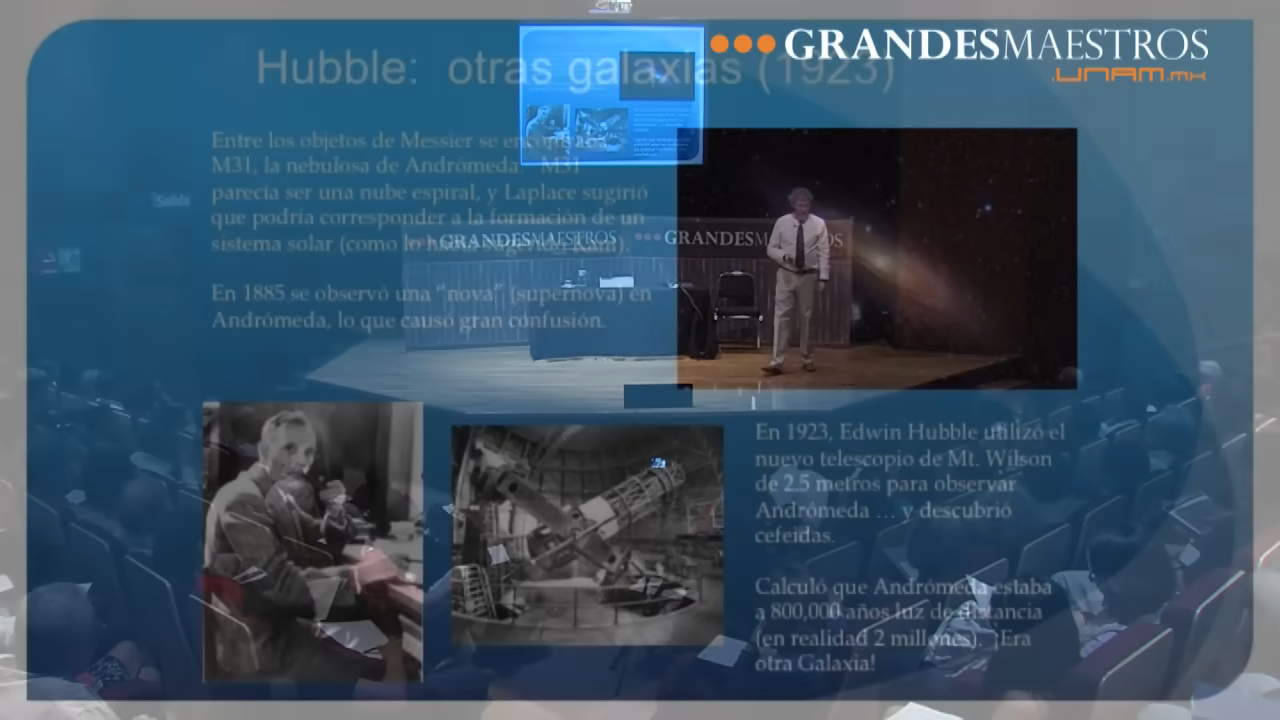 GRANDESMAESTROS
.UNAM.MX
Hubble: otras galaxias (1923)
Entre los objetos de Messier se
M31, la nebulosa de Andrómeda. M31
parecía ser una nube espiral, y Laplace sugirió
que podría corresponder a la formación de un
sistema solar (como lo
En 1885 se observó una "nova" (supernova) en
Andrómeda, lo que causó gran confusión.
Salida
GRANDESMAESTROS
GRANDESM OS
En 1923, Edwin Hubble utilizó el
nuevo telescopio de Mt. Wilson
de 2.5 metros para observar
Andrómeda ... y descubrió
cefeidas.
Calculó que Andrómeda estaba
a 800,000 años luz de distancia
(en realidad 2 millones). ¡Era
otra Galaxia!